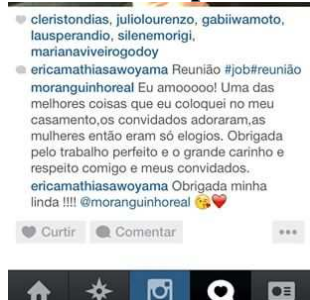 cleristondias, juliolourenzo, gabiiwamoto,
lausperandio, silenemorigi,
marianaviveirogodoy
ericamathiasawoyama Reunião #job#reunião
moranguinhoreal Eu amooooo! Uma das
melhores coisas que eu coloquei no meu
casamento,os convidados adoraram,as
mulheres então eram só elogios. Obrigada
pelo trabalho perfeito e o grande carinho e
respeito comigo e meus convidados.
ericamathiasawoyama Obrigada minha
linda !!!! @moranguinhoreal 😘❤️
Curtir Comentar